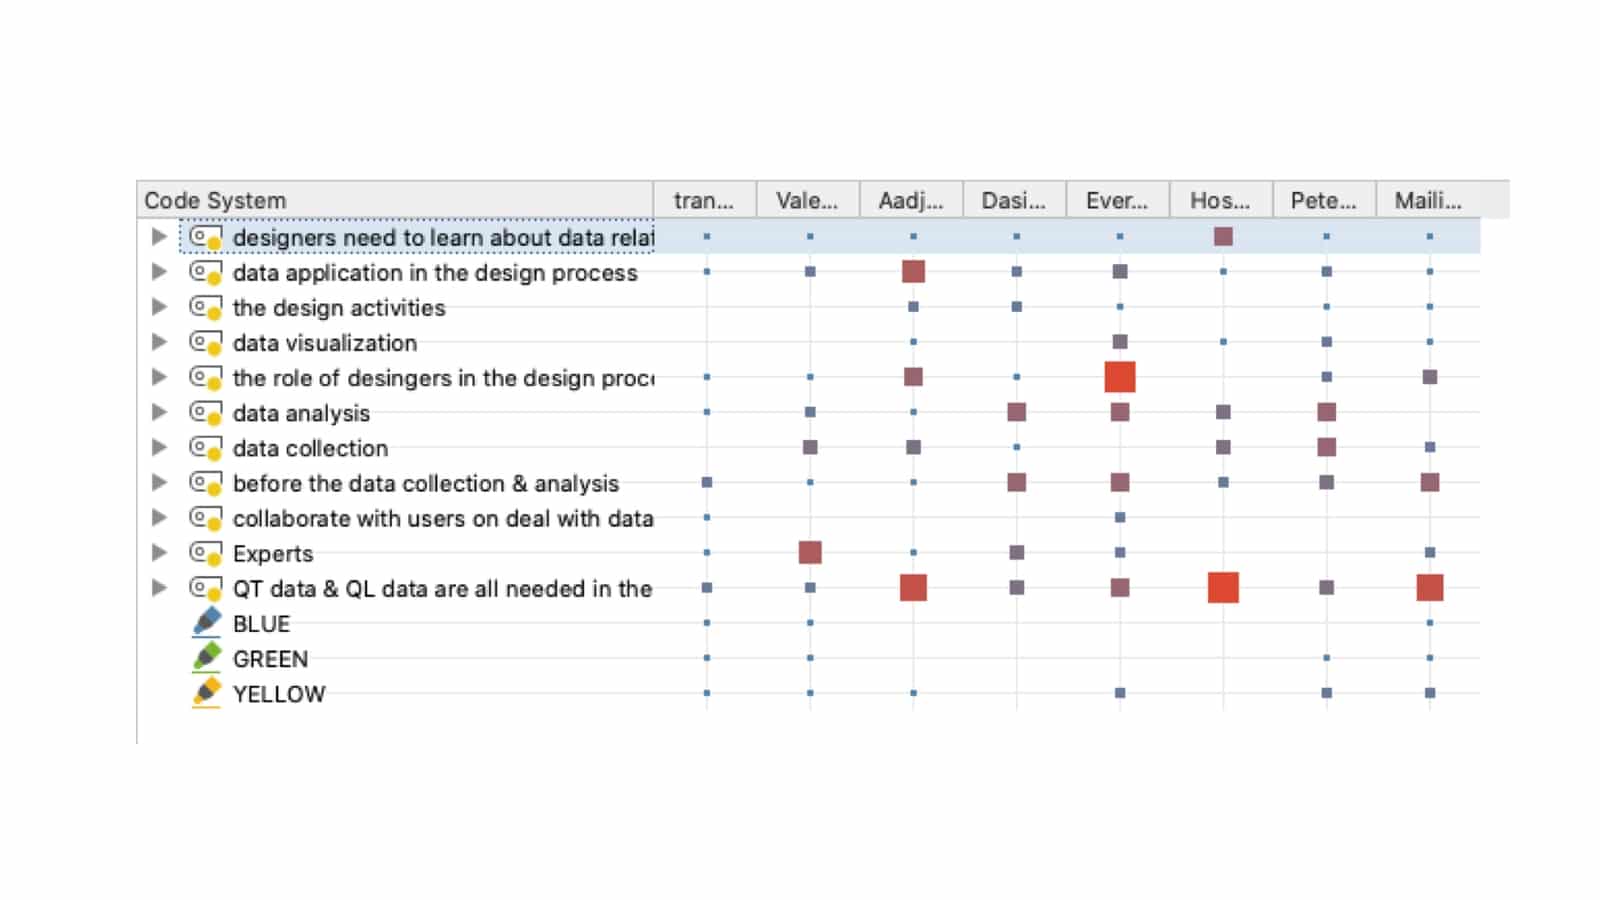 Code System tran... Vale... Aadj... Dasi... Ever... Hos... Pete... Maili...
designers need to learn about data relat
data application in the design process
the design activities
data visualization
the role of desingers in the design proce
data analysis
data collection
before the data collection & analysis
collaborate with users on deal with data
Experts
QT data & QL data are all needed in the
BLUE
GREEN
YELLOW